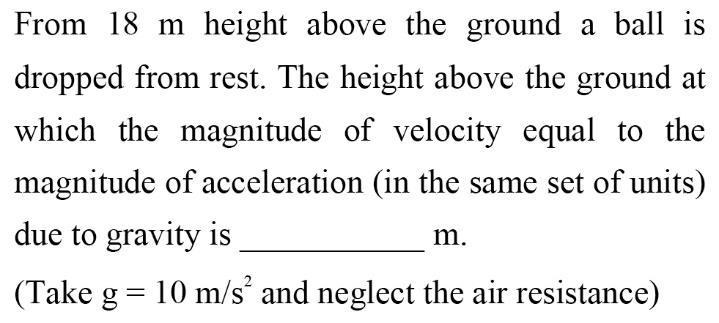 From 18 m height above the ground a ball is
dropped from rest. The height above the ground at
which the magnitude of velocity equal to the
magnitude of acceleration (in the same set of units)
due to gravity is ____________ m.
(Take g = 10 m/s² and neglect the air resistance)